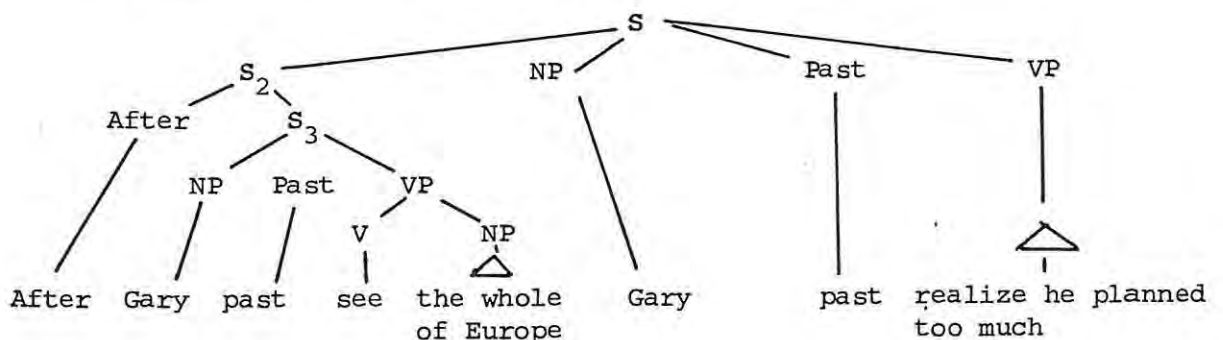 S
S2 NP Past VP
After S3
NP Past VP
V NP
After Gary past see the whole Gary past realize he planned
of Europe too much